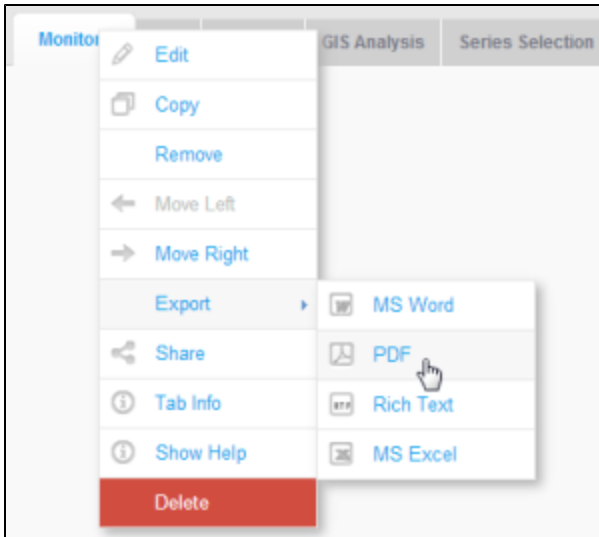 GIS Analysis Series Selection
Edit
Copy
Remove
Move Left
Move Right
Export
MS Word
Share
PDF
Tab Info
RTF Rich Text
Show Help
MS Excel
Delete